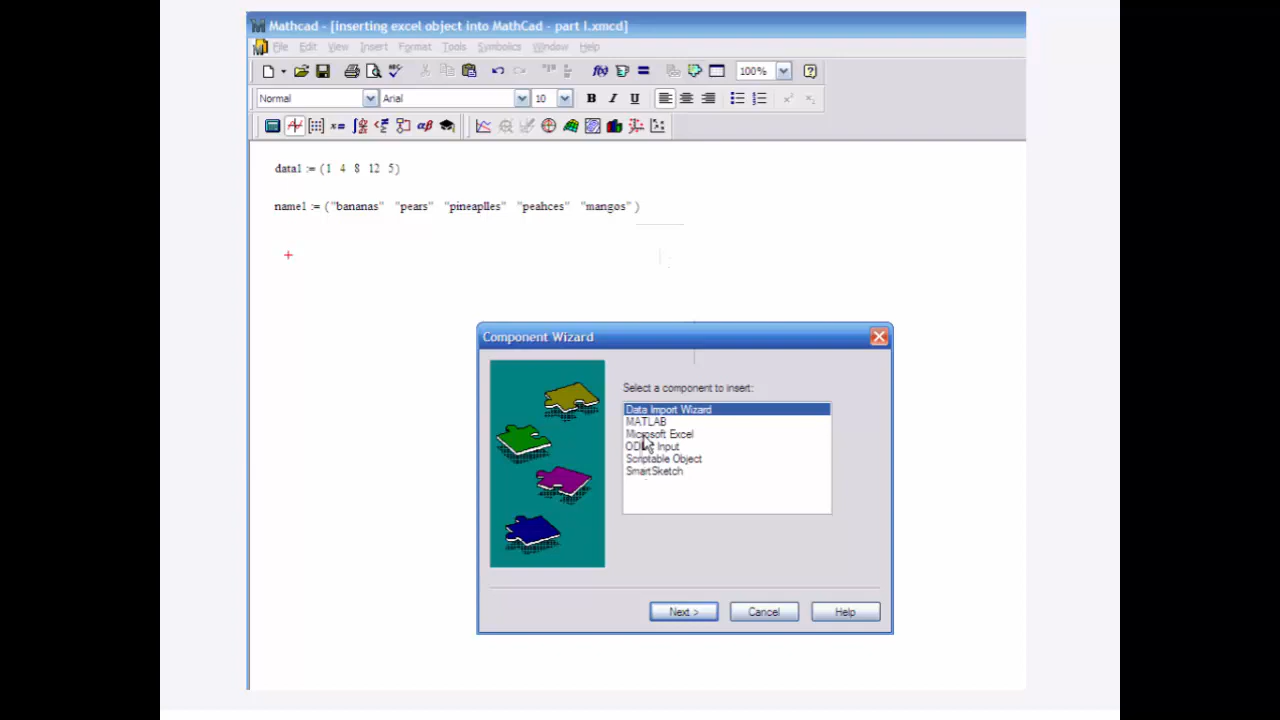 Mathcad - [inserting excel object into MathCad - part I.xmcd]
File Edit View Insert Format Tools Symbolics Window Help
100%
Normal Arial 10 B I U
data1 := (1 4 8 12 5)
name1 := ("bananas" "pears" "pineaplles" "peahces" "mangos")
Component Wizard
Select a component to insert:
Data Import Wizard
MATLAB
Microsoft Excel
Input
Scriptable Object
SmartSketch
Next >
Cancel
Help